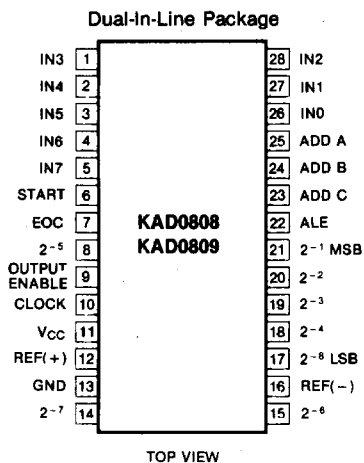 Dual-In-Line Package
IN3 1 28 IN2
IN4 2 27 IN1
IN5 3 26 IN0
IN6 4 25 ADD A
IN7 5 24 ADD B
START 6 23 ADD C
EOC 7 KAD0808 22 ALE
2⁻⁵ 8 KAD0809 21 2⁻¹ MSB
OUTPUT ENABLE 9 20 2⁻²
CLOCK 10 19 2⁻³
VCC 11 18 2⁻⁴
REF(+) 12 17 2⁻⁸ LSB
GND 13 16 REF(−)
2⁻⁷ 14 15 2⁻⁶
TOP VIEW